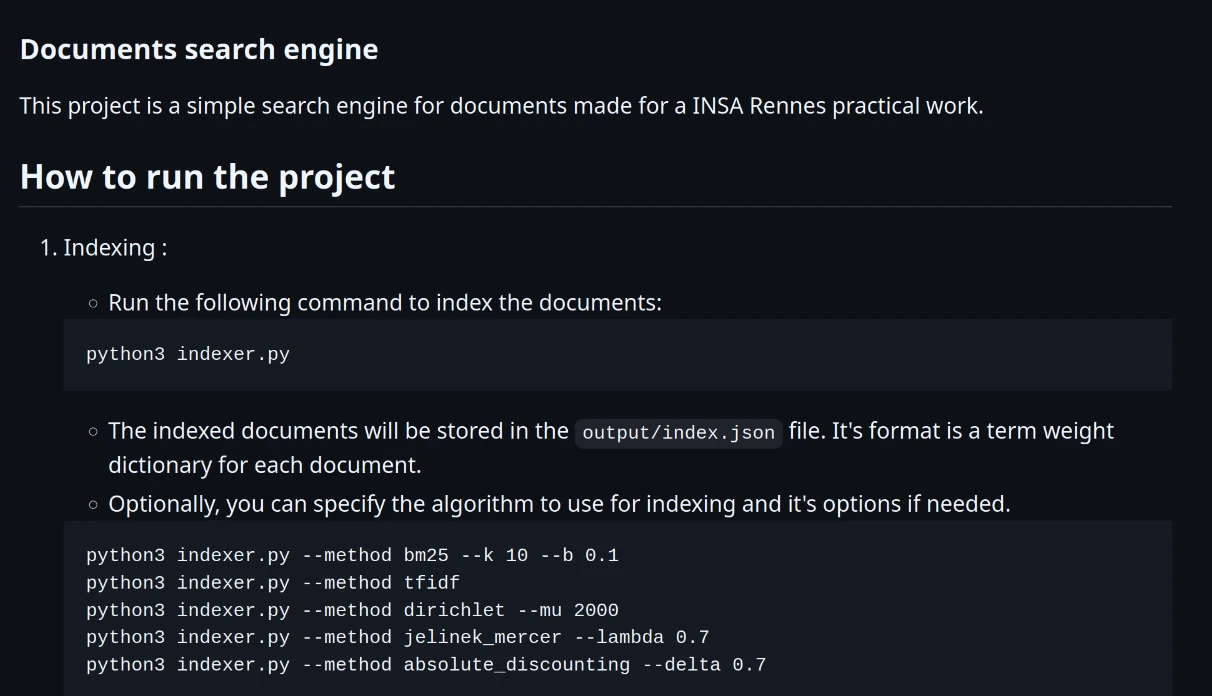 Documents search engine
This project is a simple search engine for documents made for a INSA Rennes practical work.
How to run the project
1. Indexing :
○ Run the following command to index the documents:
python3 indexer.py
○ The indexed documents will be stored in the output/index.json file. It's format is a term weight
dictionary for each document.
○ Optionally, you can specify the algorithm to use for indexing and it's options if needed.
python3 indexer.py --method bm25 --k 10 --b 0.1
python3 indexer.py --method tfidf
python3 indexer.py --method dirichlet --mu 2000
python3 indexer.py --method jelinek_mercer --lambda 0.7
python3 indexer.py --method absolute_discounting --delta 0.7